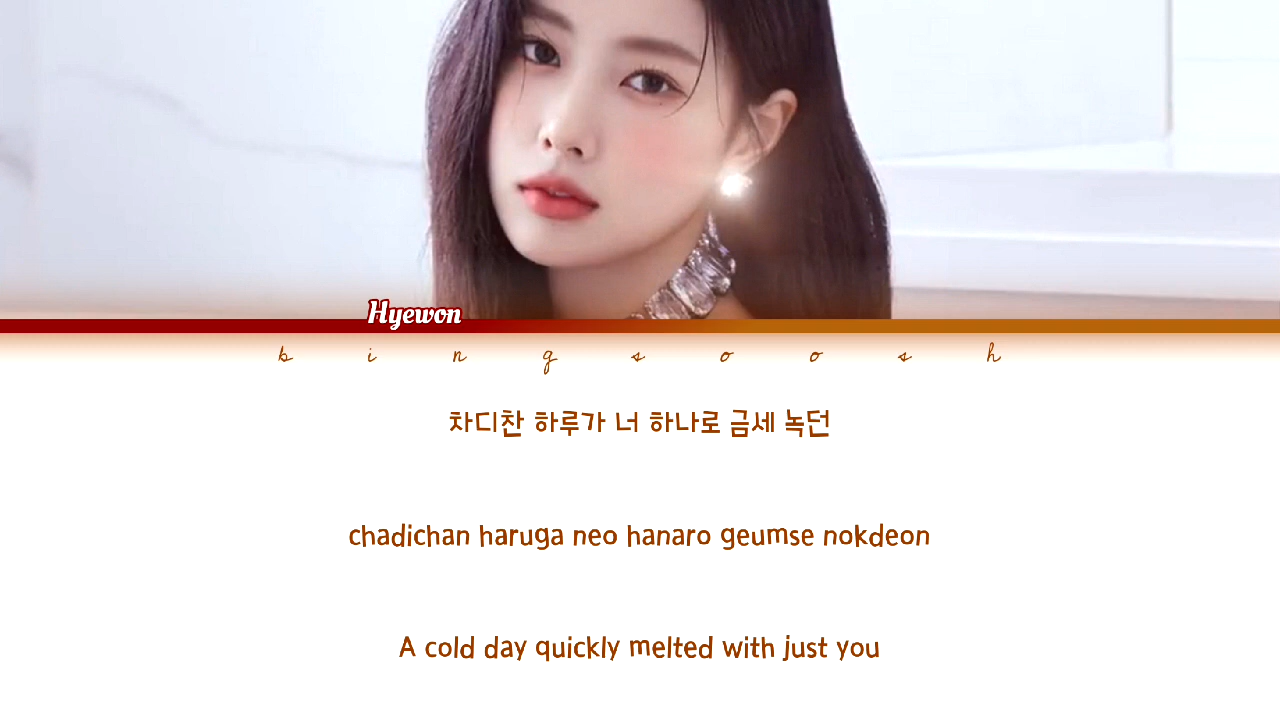 Hyewon
bingsoosh
차디찬 하루가 너 하나로 금세 녹던
chadichan haruga neo hanaro geumse nokdeon
A cold day quickly melted with just you